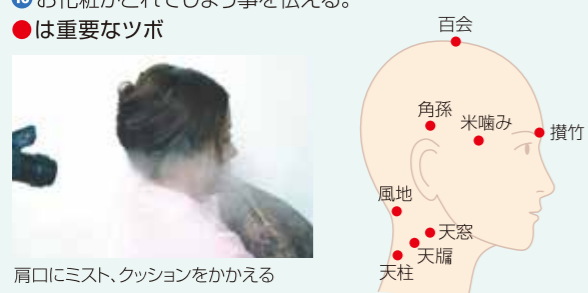 ⓾お化粧がとれてしまう事を伝える。
●は重要なツボ
百会
角孫
米噛み
攅竹
風地
天窓
天牖
天柱
肩口にミスト、クッションをかかえる